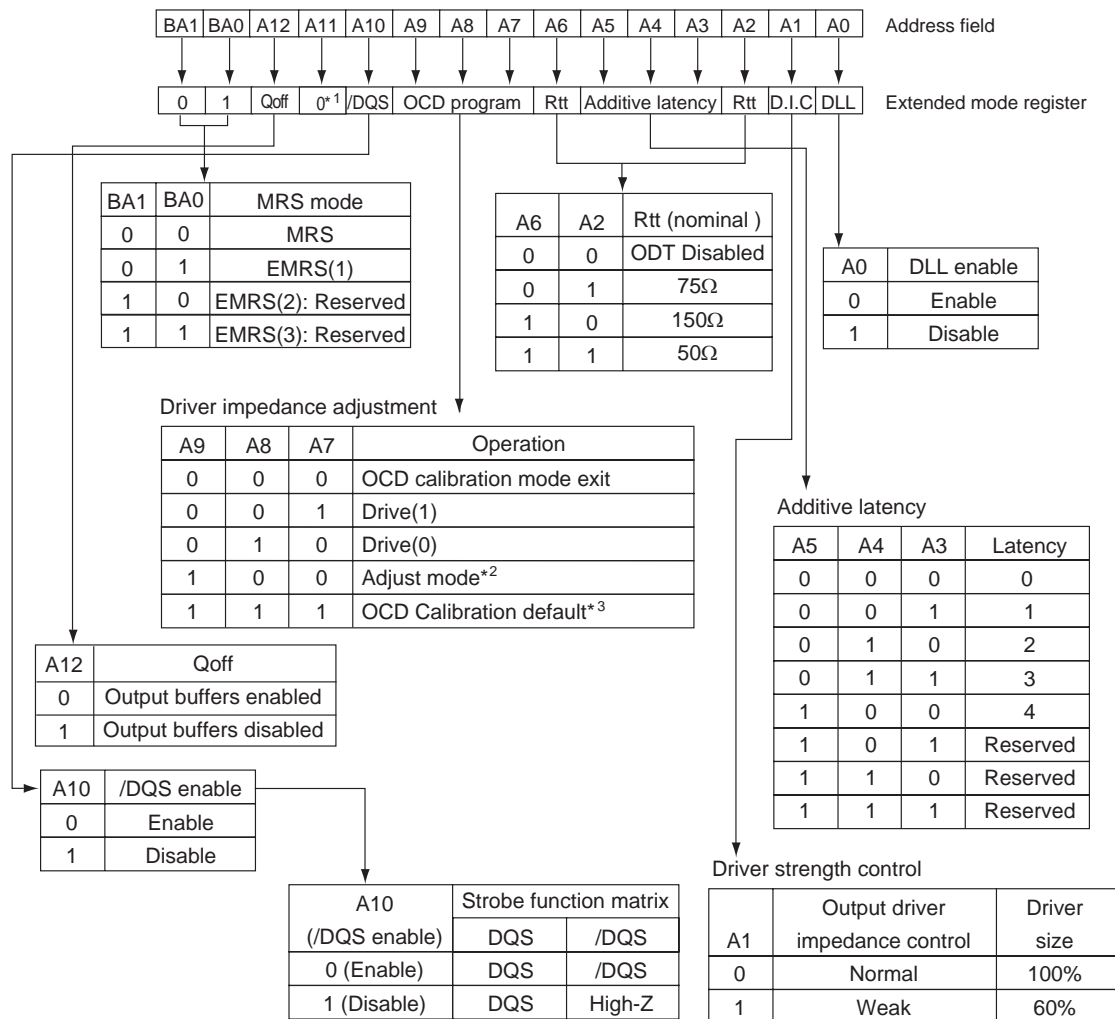 BA1 BA0 A12 A11 A10 A9 A8 A7 A6 A5 A4 A3 A2 A1 A0 Address field
0 1 Qoff 0*1 /DQS OCD program Rtt Additive latency Rtt D.I.C DLL Extended mode register
BA1 BA0 MRS mode
0 0 MRS
0 1 EMRS(1)
1 0 EMRS(2): Reserved
1 1 EMRS(3): Reserved
A6 A2 Rtt (nominal )
0 0 ODT Disabled
0 1 75Ω
1 0 150Ω
1 1 50Ω
A0 DLL enable
0 Enable
1 Disable
Driver impedance adjustment
A9 A8 A7 Operation
0 0 0 OCD calibration mode exit
0 0 1 Drive(1)
0 1 0 Drive(0)
1 0 0 Adjust mode*2
1 1 1 OCD Calibration default*3
Additive latency
A5 A4 A3 Latency
0 0 0 0
0 0 1 1
0 1 0 2
0 1 1 3
1 0 0 4
1 0 1 Reserved
1 1 0 Reserved
1 1 1 Reserved
A12 Qoff
0 Output buffers enabled
1 Output buffers disabled
A10 /DQS enable
0 Enable
1 Disable
A10 Strobe function matrix
(/DQS enable) DQS /DQS
0 (Enable) DQS /DQS
1 (Disable) DQS High-Z
Driver strength control
Output driver Driver
A1 impedance control size
0 Normal 100%
1 Weak 60%